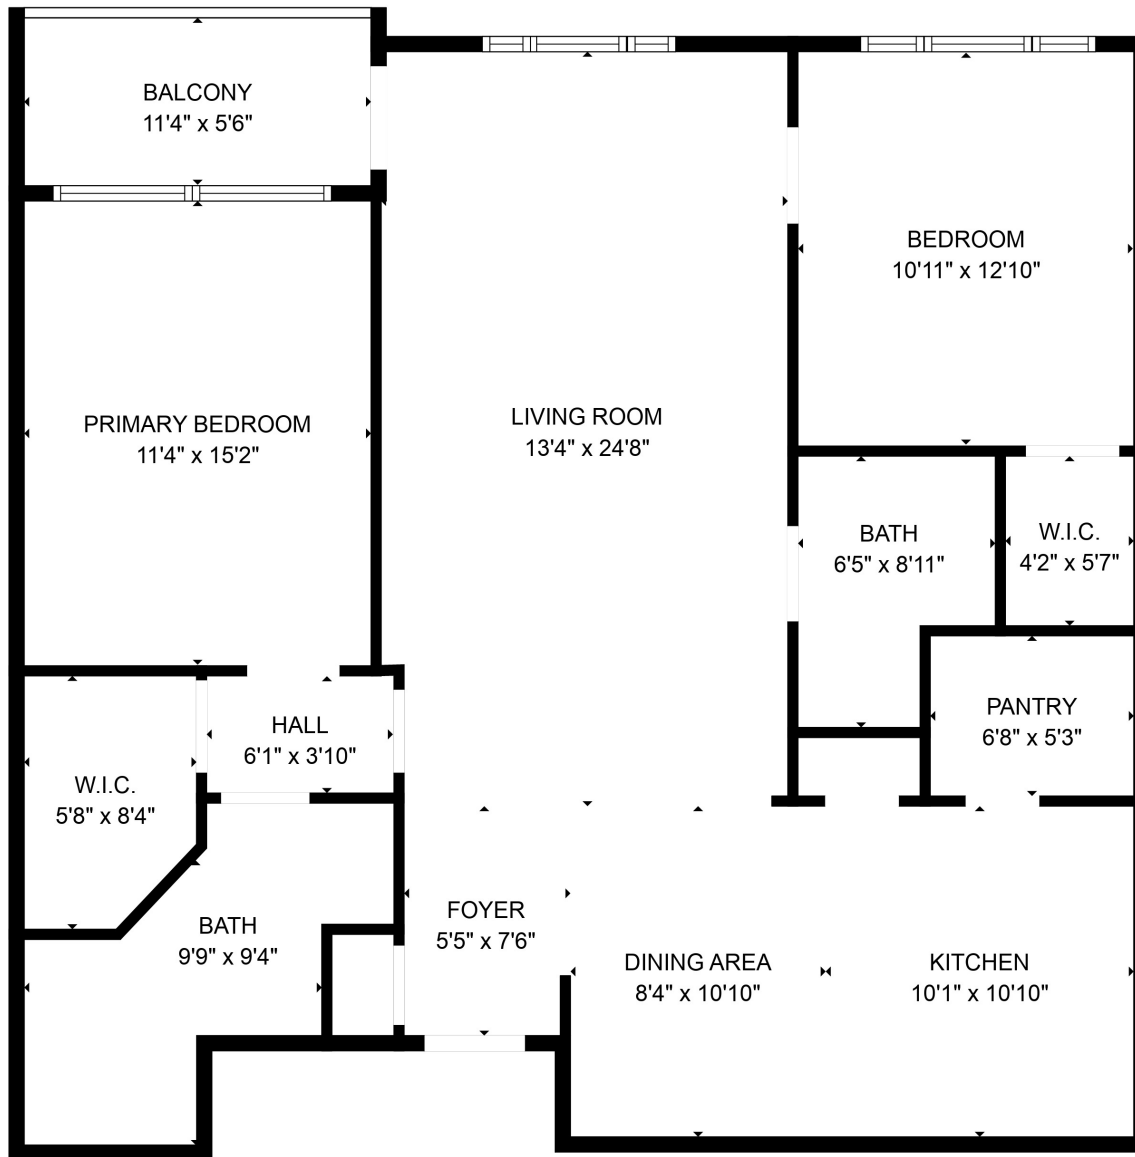 BALCONY
11'4" x 5'6"
BEDROOM
10'11" x 12'10"
PRIMARY BEDROOM
11'4" x 15'2"
LIVING ROOM
13'4" x 24'8"
BATH
6'5" x 8'11"
W.I.C.
4'2" x 5'7"
PANTRY
6'8" x 5'3"
HALL
6'1" x 3'10"
W.I.C.
5'8" x 8'4"
BATH
9'9" x 9'4"
FOYER
5'5" x 7'6"
DINING AREA
8'4" x 10'10"
KITCHEN
10'1" x 10'10"